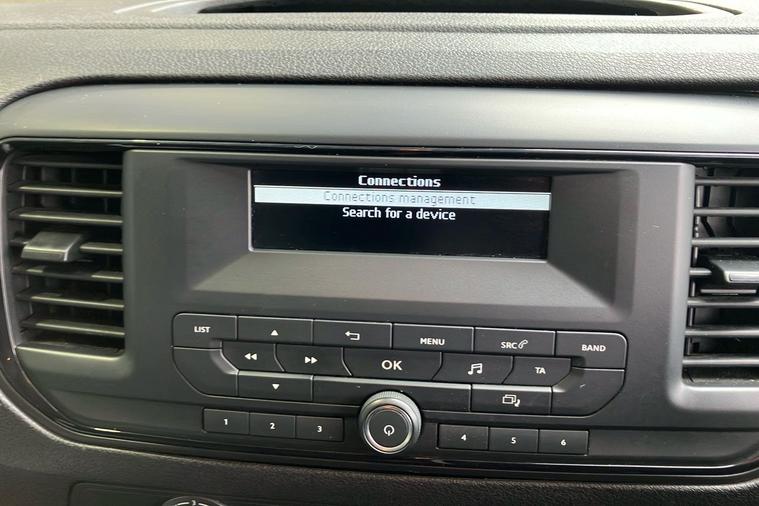 Connections
Connections management
Search for a device
LIST
MENU
SRC
BAND
OK
TA
1
2
3
4
5
6